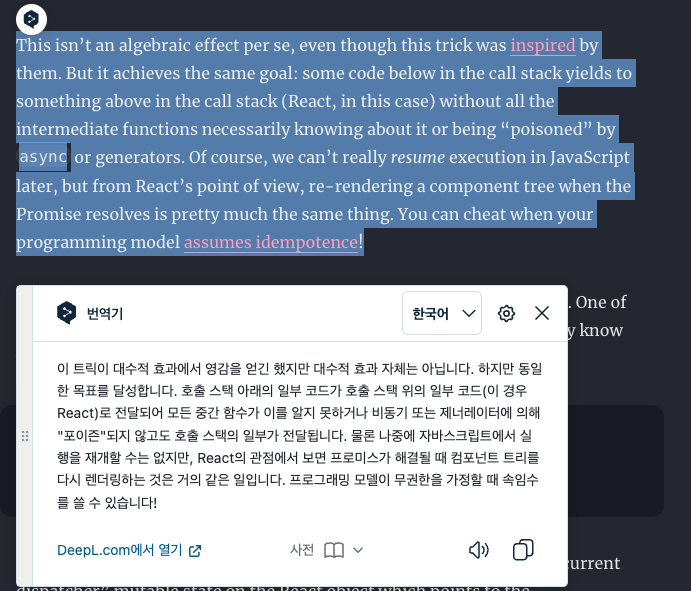 This isn’t an algebraic effect per se, even though this trick was inspired by
them. But it achieves the same goal: some code below in the call stack yields to
something above in the call stack (React, in this case) without all the
intermediate functions necessarily knowing about it or being “poisoned” by
async or generators. Of course, we can’t really resume execution in JavaScript
later, but from React’s point of view, re-rendering a component tree when the
Promise resolves is pretty much the same thing. You can cheat when your
programming model assumes idempotence!
. One of
y know
번역기
한국어
이 트릭이 대수적 효과에서 영감을 얻긴 했지만 대수적 효과 자체는 아닙니다. 하지만 동일
한 목표를 달성합니다. 호출 스택 아래의 일부 코드가 호출 스택 위의 일부 코드(이 경우
React)로 전달되어 모든 중간 함수가 이를 알지 못하거나 비동기 또는 제너레이터에 의해
"포이즌"되지 않고도 호출 스택의 일부가 전달됩니다. 물론 나중에 자바스크립트에서 실
행을 재개할 수는 없지만, React의 관점에서 보면 프로미스가 해결될 때 컴포넌트 트리를
다시 렌더링하는 것은 거의 같은 일입니다. 프로그래밍 모델이 무권한을 가정할 때 속임수
를 쓸 수 있습니다!
DeepL.com에서 열기
사전
current
dispatcher” mutable state on the React object which points to the